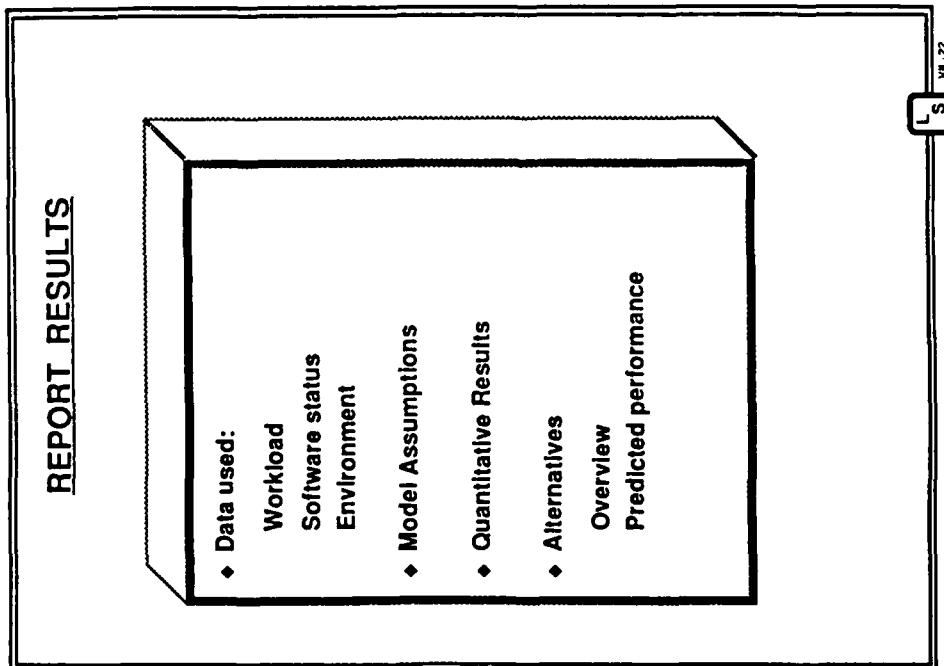 REPORT RESULTS
◆ Data used:
Workload
Software status
Environment
◆ Model Assumptions
◆ Quantitative Results
◆ Alternatives
Overview
Predicted performance
L
S